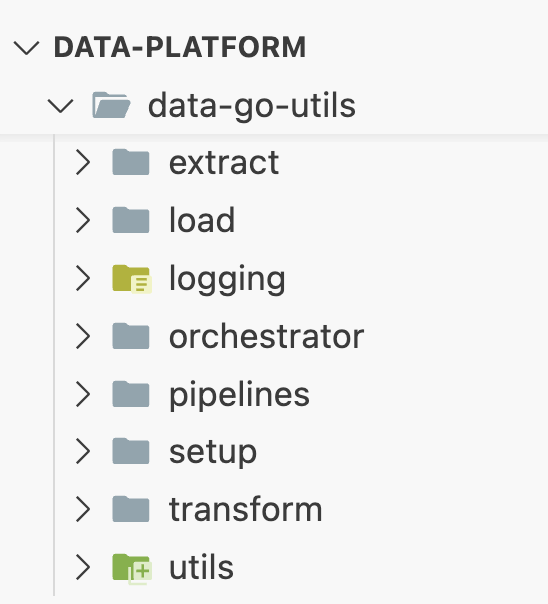 DATA-PLATFORM
data-go-utils
extract
load
logging
orchestrator
pipelines
setup
transform
utils